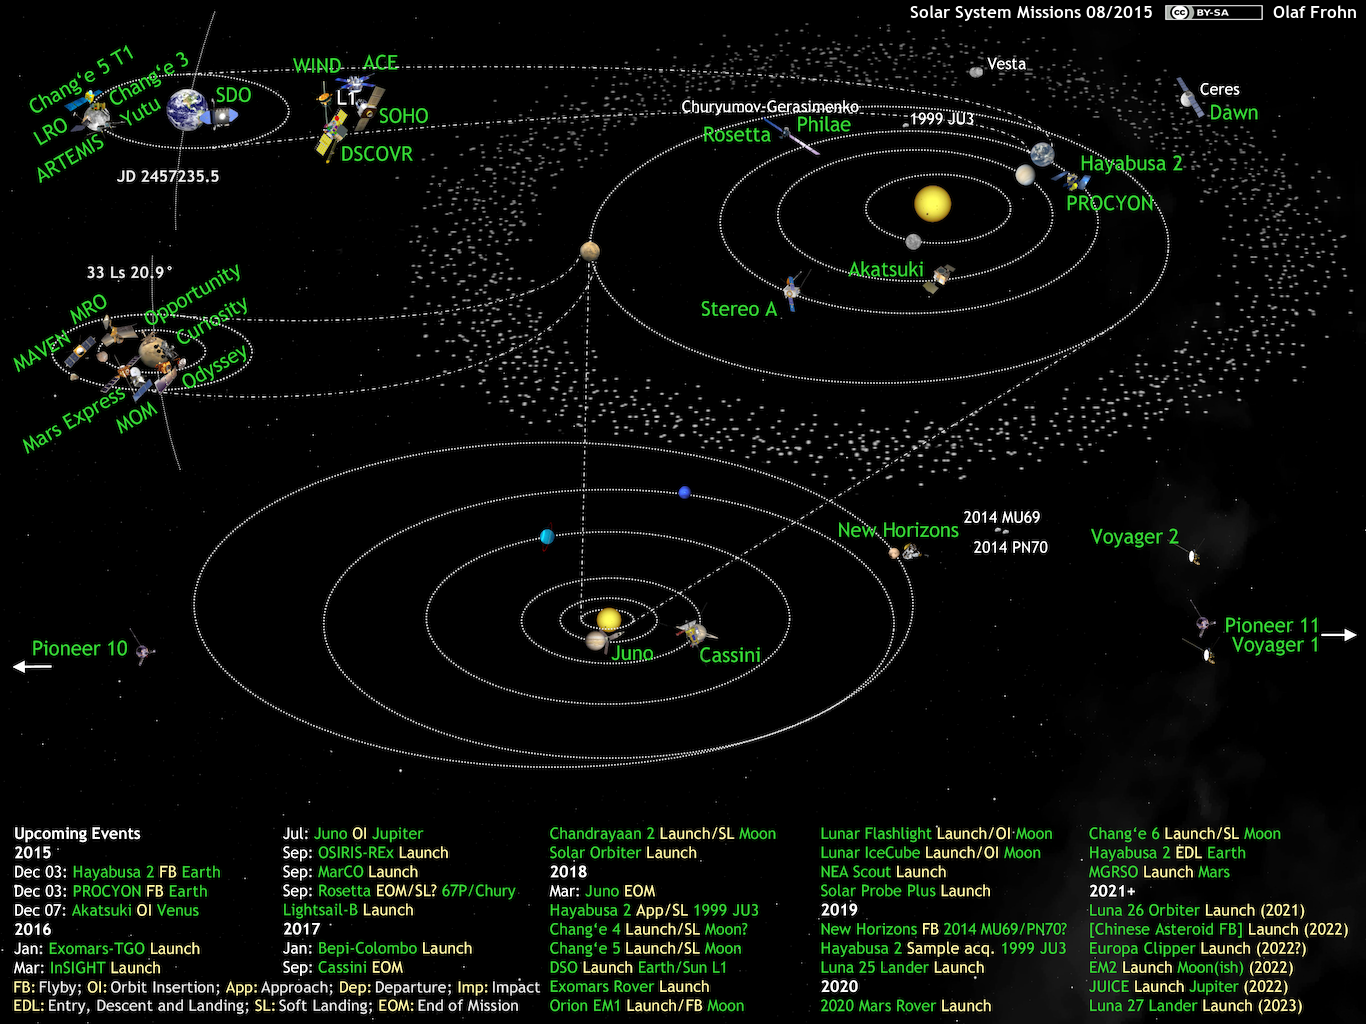 Solar System Missions 08/2015 cc BY-SA Olaf Frohn
Chang‘e 5 T1
Chang‘e 3
Yutu
LRO
ARTEMIS
SDO
JD 2457235.5
WIND
ACE
L1
SOHO
DSCOVR
Vesta
Ceres
Dawn
Churyumov-Gerasimenko
Rosetta
Philae
1999 JU3
Hayabusa 2
PROCYON
Akatsuki
Stereo A
33 Ls 20.9°
MAVEN
MRO
Opportunity
Curiosity
Odyssey
Mars Express
MOM
New Horizons
2014 MU69
2014 PN70
Voyager 2
Pioneer 11
Voyager 1
Pioneer 10
Juno
Cassini
Upcoming Events
2015
Dec 03: Hayabusa 2 FB Earth
Dec 03: PROCYON FB Earth
Dec 07: Akatsuki OI Venus
2016
Jan: Exomars-TGO Launch
Mar: InSIGHT Launch
Jul: Juno OI Jupiter
Sep: OSIRIS-REx Launch
Sep: MarCO Launch
Sep: Rosetta EOM/SL? 67P/Chury
Lightsail-B Launch
2017
Jan: Bepi-Colombo Launch
Sep: Cassini EOM
FB: Flyby; OI: Orbit Insertion; App: Approach; Dep: Departure; Imp: Impact
EDL: Entry, Descent and Landing; SL: Soft Landing; EOM: End of Mission
Chandrayaan 2 Launch/SL Moon
Solar Orbiter Launch
2018
Mar: Juno EOM
Hayabusa 2 App/SL 1999 JU3
Chang‘e 4 Launch/SL Moon?
Chang‘e 5 Launch/SL Moon
DSO Launch Earth/Sun L1
Exomars Rover Launch
Orion EM1 Launch/FB Moon
Lunar Flashlight Launch/OI Moon
Lunar IceCube Launch/OI Moon
NEA Scout Launch
Solar Probe Plus Launch
2019
New Horizons FB 2014 MU69/PN70?
Hayabusa 2 Sample acq. 1999 JU3
Luna 25 Lander Launch
2020
2020 Mars Rover Launch
Chang‘e 6 Launch/SL Moon
Hayabusa 2 EDL Earth
MGRSO Launch Mars
2021+
Luna 26 Orbiter Launch (2021)
[Chinese Asteroid FB] Launch (2022)
Europa Clipper Launch (2022?)
EM2 Launch Moon(ish) (2022)
JUICE Launch Jupiter (2022)
Luna 27 Lander Launch (2023)